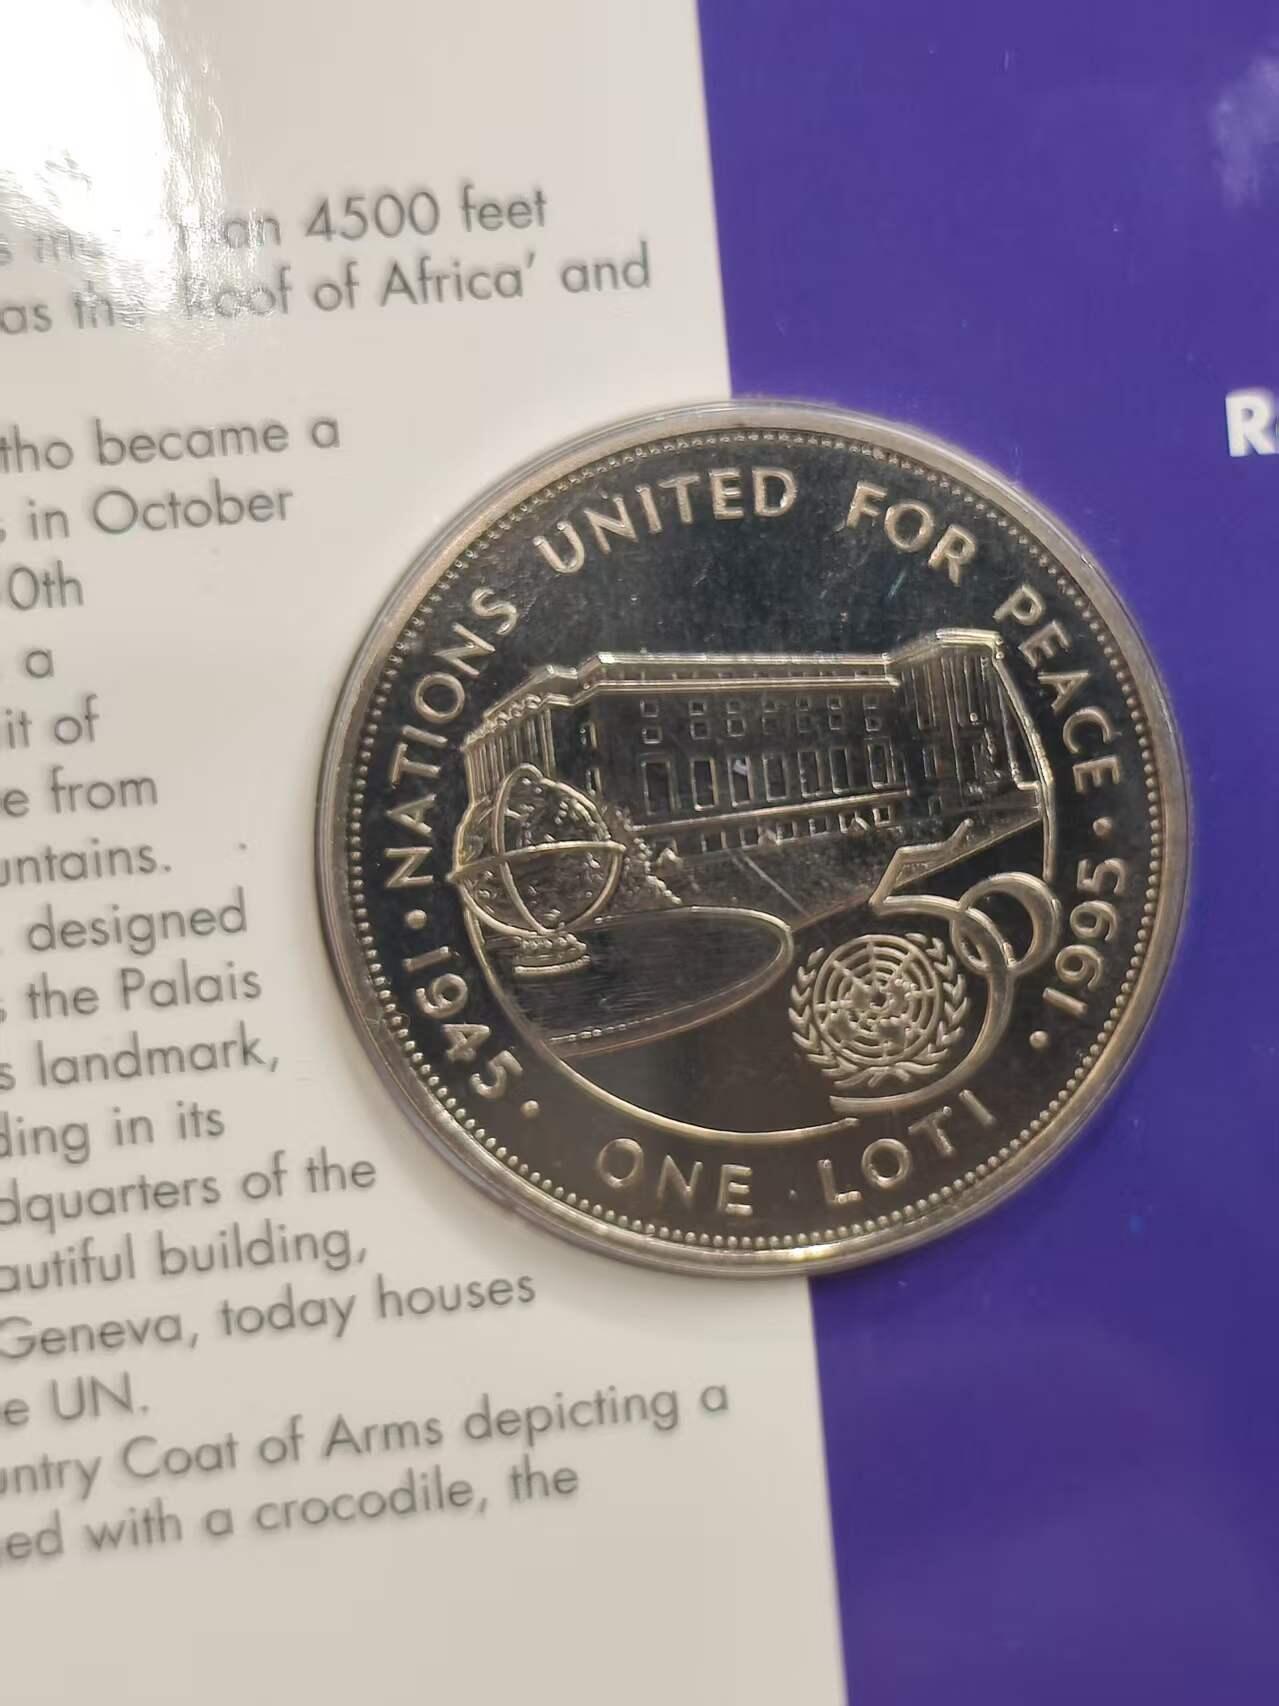 an 4500 feet
as the Roof of Africa' and
tho became a
in October
0th
a
it of
e from
untains.
designed
the Palais
s landmark,
ding in its
dquarters of the
autiful building,
Geneva, today houses
e UN.
untry Coat of Arms depicting a
ed with a crocodile, the
R
NATIONS UNITED FOR PEACE
· 1945 ·
· 1995 ·
50
ONE LOTI